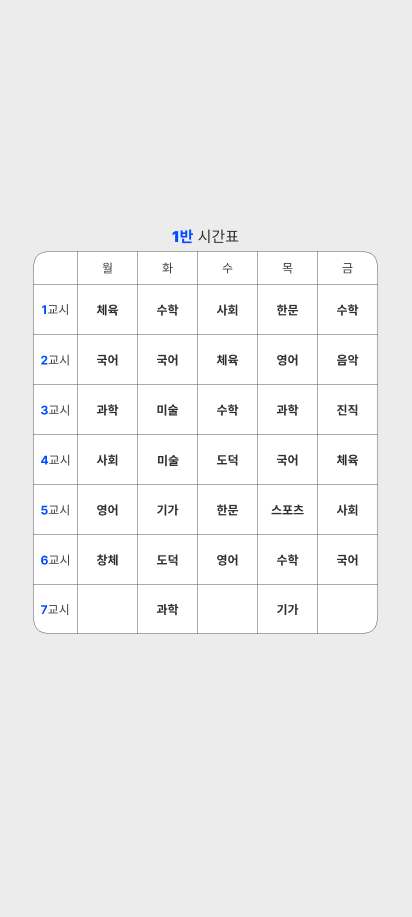 1반 시간표
월 화 수 목 금
1교시 체육 수학 사회 한문 수학
2교시 국어 국어 체육 영어 음악
3교시 과학 미술 수학 과학 진직
4교시 사회 미술 도덕 국어 체육
5교시 영어 기가 한문 스포츠 사회
6교시 창체 도덕 영어 수학 국어
7교시 과학 기가